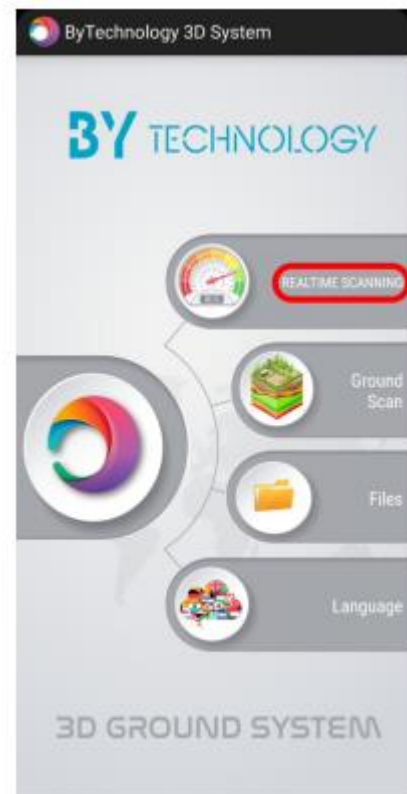 ByTechnology 3D System
BY TECHNOLOGY
REALTIME SCANNING
Ground
Scan
Files
Language
3D GROUND SYSTEM